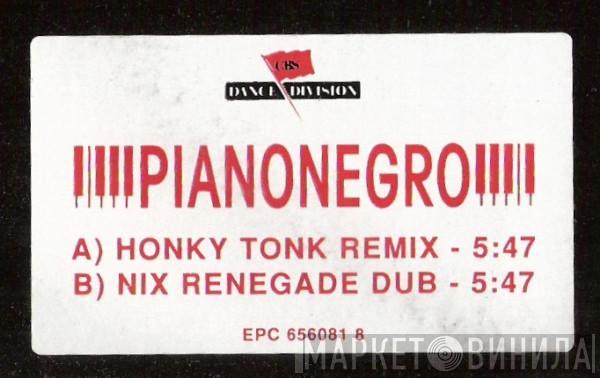 CBS
DANCE DIVISION
PIANONEGRO
A) HONKY TONK REMIX - 5:47
B) NIX RENEGADE DUB - 5:47
EPC 656081 8
МАРКЕТ ВИНИЛА